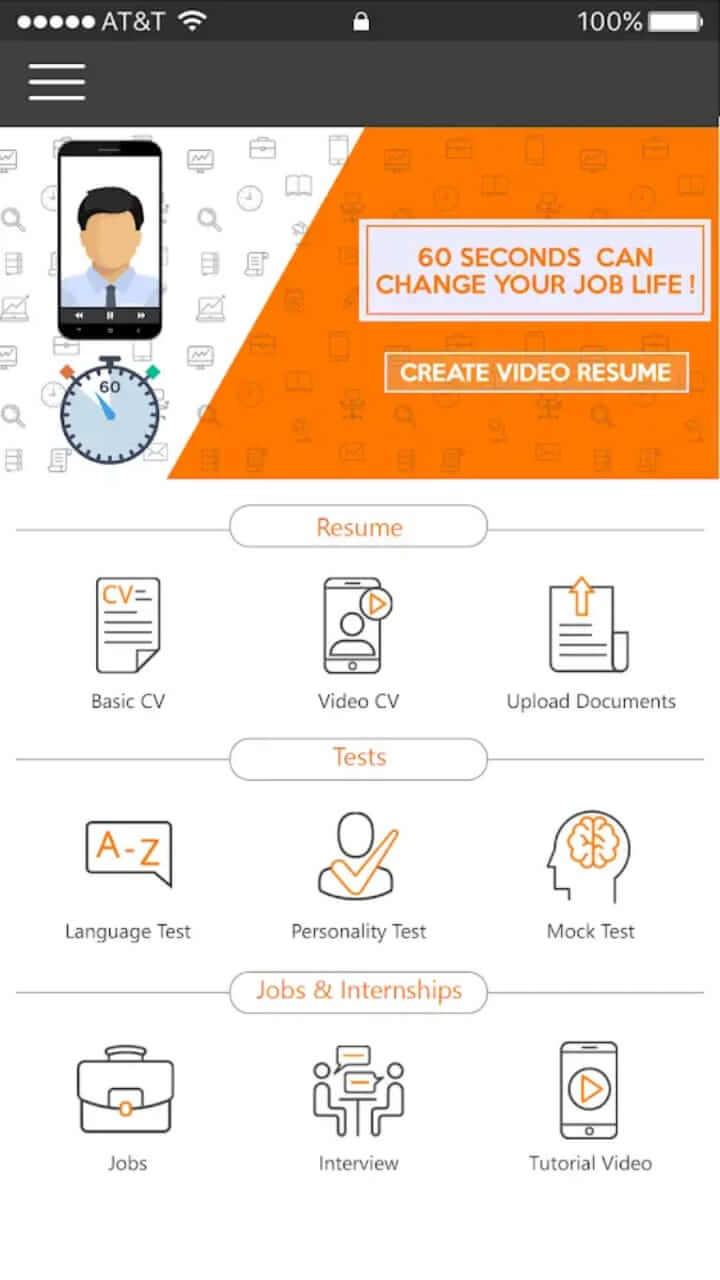 AT&T 100%
60 SECONDS CAN
CHANGE YOUR JOB LIFE !
60
CREATE VIDEO RESUME
Resume
CV
Basic CV Video CV Upload Documents
Tests
A-Z
Language Test Personality Test Mock Test
Jobs & Internships
Jobs Interview Tutorial Video